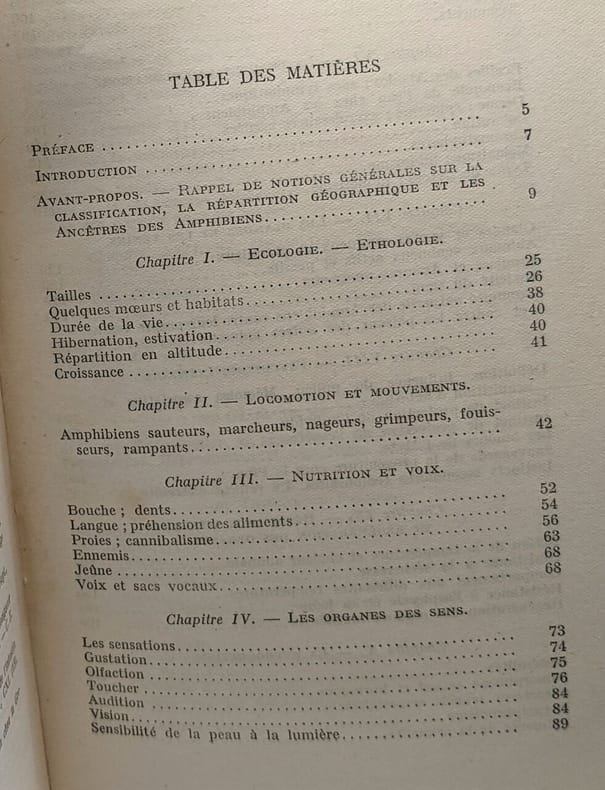 TABLE DES MATIÈRES
PRÉFACE .......... 5
INTRODUCTION .......... 7
AVANT-PROPOS. — RAPPEL DE NOTIONS GÉNÉRALES SUR LA
CLASSIFICATION, LA RÉPARTITION GÉOGRAPHIQUE ET LES
ANCÊTRES DES AMPHIBIENS .......... 9
Chapitre I. — ECOLOGIE. — ETHOLOGIE.
Tailles .......... 25
Quelques mœurs et habitats .......... 26
Durée de la vie .......... 38
Hibernation, estivation .......... 40
Répartition en altitude .......... 40
Croissance .......... 41
Chapitre II. — LOCOMOTION ET MOUVEMENTS.
Amphibiens sauteurs, marcheurs, nageurs, grimpeurs, fouis-
seurs, rampants .......... 42
Chapitre III. — NUTRITION ET VOIX.
Bouche ; dents .......... 52
Langue ; préhension des aliments .......... 54
Proies ; cannibalisme .......... 56
Ennemis .......... 63
Jeûne .......... 68
Voix et sacs vocaux .......... 68
Chapitre IV. — LES ORGANES DES SENS.
Les sensations .......... 73
Gustation .......... 74
Olfaction .......... 75
Toucher .......... 76
Audition .......... 84
Vision .......... 84
Sensibilité de la peau à la lumière .......... 89